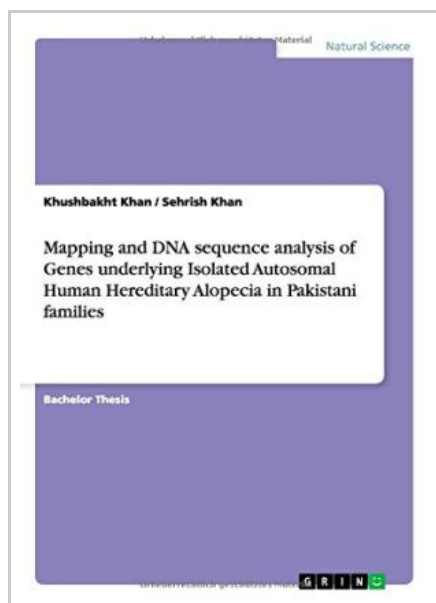 Natural Science
Khushbakht Khan / Sehrish Khan
Mapping and DNA sequence analysis of
Genes underlying Isolated Autosomal
Human Hereditary Alopecia in Pakistani
families
Bachelor Thesis
GRIN